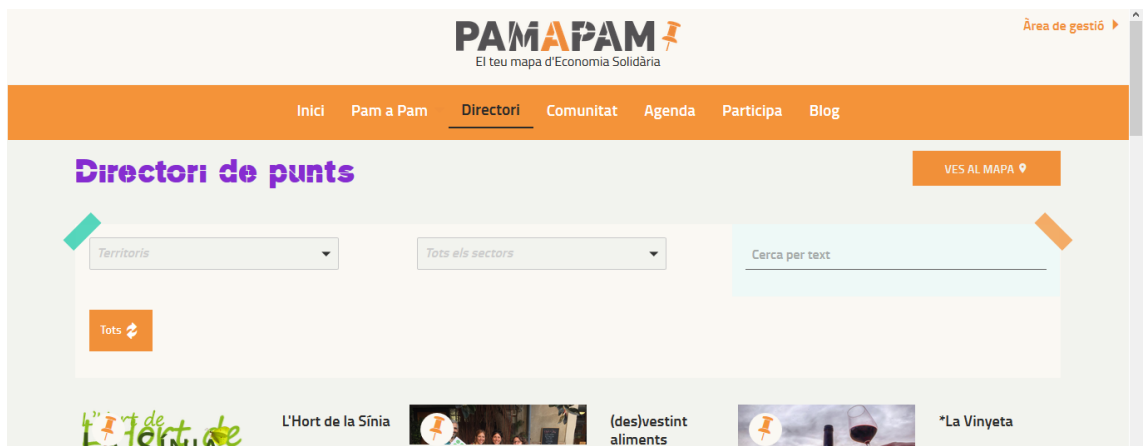 PAMAPAM
El teu mapa d'Economia Solidària
Àrea de gestió
Inici Pam a Pam Directori Comunitat Agenda Participa Blog
Directori de punts
VES AL MAPA
Territoris
Tots els sectors
Cerca per text
Tots
L'Hort de la Sínia
(des)vestint
aliments
*La Vinyeta